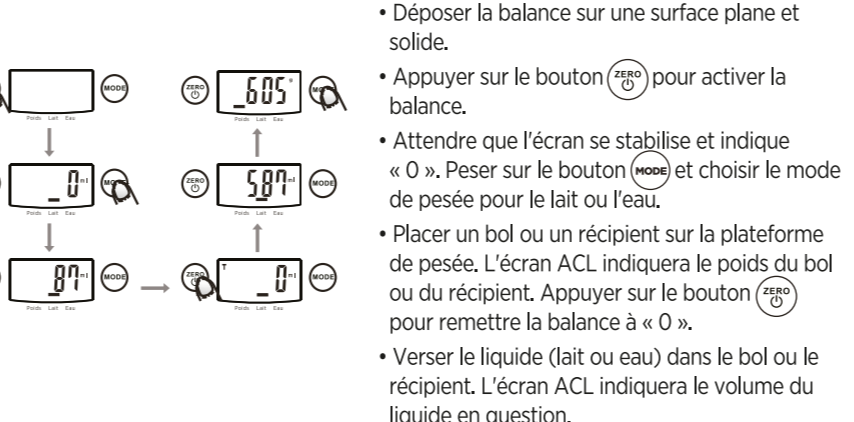 • Déposer la balance sur une surface plane et
solide.
• Appuyer sur le bouton ZERO pour activer la
balance.
• Attendre que l'écran se stabilise et indique
« 0 ». Peser sur le bouton MODE et choisir le mode
de pesée pour le lait ou l'eau.
• Placer un bol ou un récipient sur la plateforme
de pesée. L'écran ACL indiquera le poids du bol
ou du récipient. Appuyer sur le bouton ZERO
pour remettre la balance à « 0 ».
• Verser le liquide (lait ou eau) dans le bol ou le
récipient. L'écran ACL indiquera le volume du
liquide en question.
MODE
Poids Lait Eau
0 ml
Poids Lait Eau
87 ml MODE
Poids Lait Eau
ZERO T 0 ml MODE
Poids Lait Eau
ZERO 587 ml MODE
Poids Lait Eau
ZERO 605
Poids Lait Eau